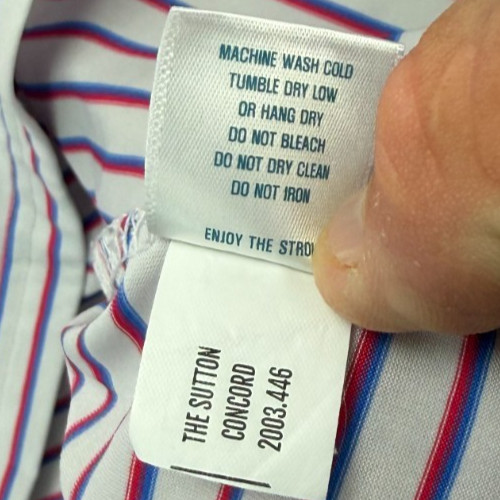 MACHINE WASH COLD
TUMBLE DRY LOW
OR HANG DRY
DO NOT BLEACH
DO NOT DRY CLEAN
DO NOT IRON
ENJOY THE
THE SUTTON
CONCORD
2003.446